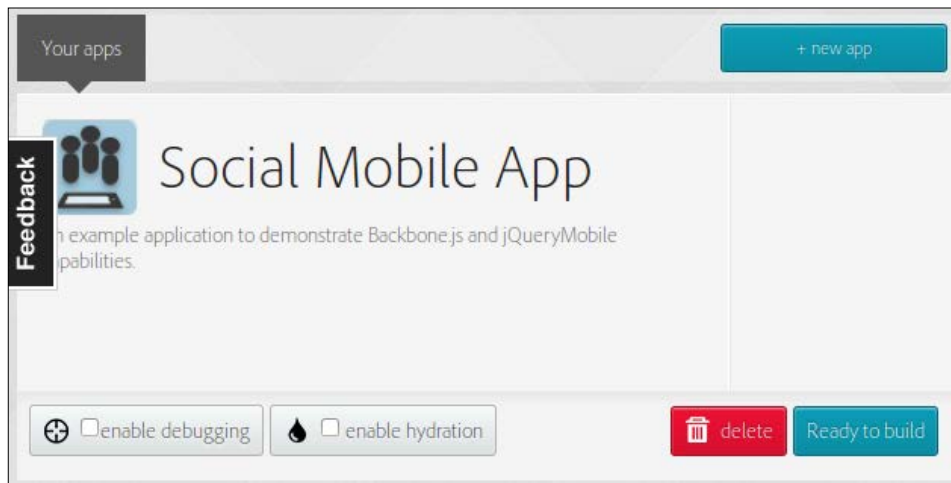 Your apps
+ new app
Social Mobile App
Feedback
example application to demonstrate Backbone.js and jQueryMobile
enable debugging
enable hydration
delete
Ready to build